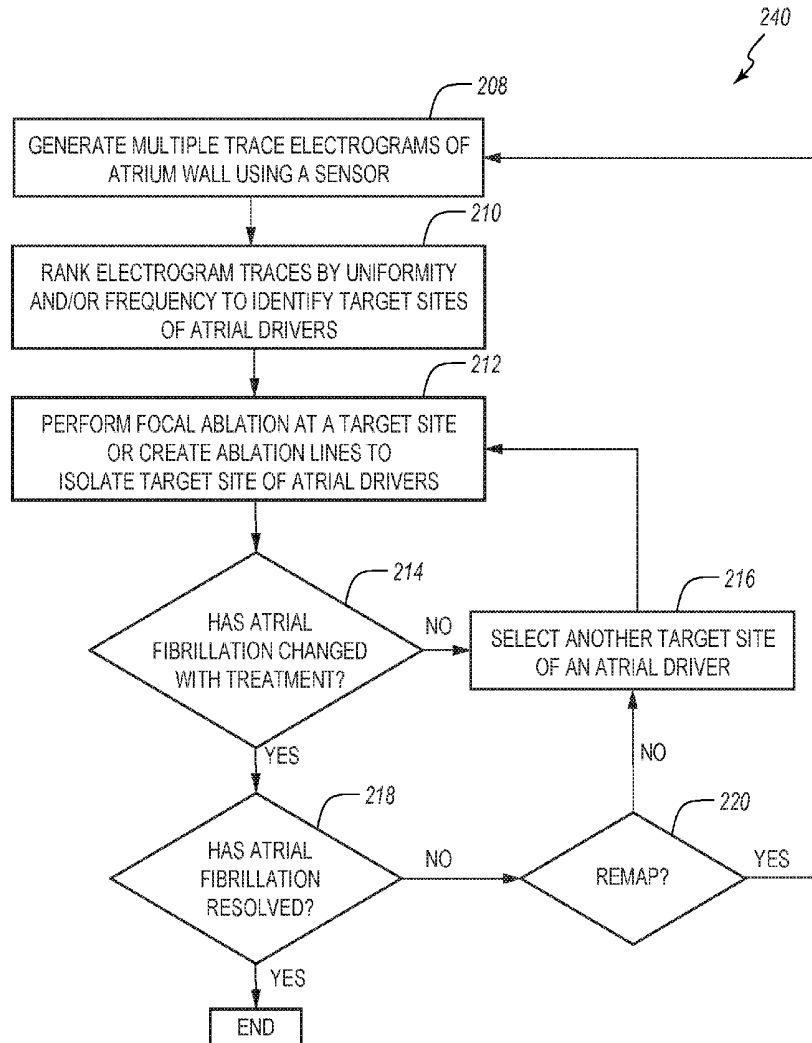 240
208
GENERATE MULTIPLE TRACE ELECTROGRAMS OF
ATRIUM WALL USING A SENSOR
210
RANK ELECTROGRAM TRACES BY UNIFORMITY
AND/OR FREQUENCY TO IDENTIFY TARGET SITES
OF ATRIAL DRIVERS
212
PERFORM FOCAL ABLATION AT A TARGET SITE
OR CREATE ABLATION LINES TO
ISOLATE TARGET SITE OF ATRIAL DRIVERS
214
HAS ATRIAL
FIBRILLATION CHANGED
WITH TREATMENT?
NO
216
SELECT ANOTHER TARGET SITE
OF AN ATRIAL DRIVER
YES
NO
218
HAS ATRIAL
FIBRILLATION
RESOLVED?
NO
220
REMAP?
YES
YES
END